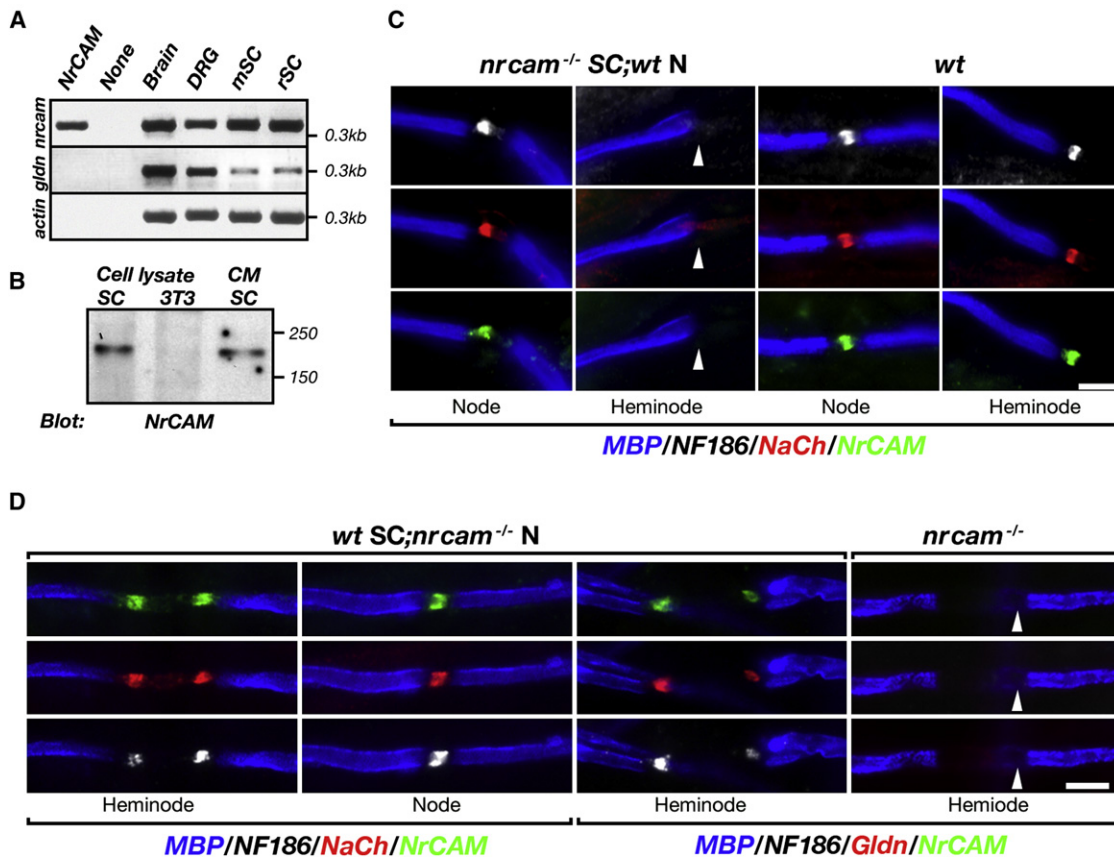 A
NrCAM None Brain DRG mSC rSC
nrcam 0.3kb
gldn 0.3kb
actin 0.3kb
B
Cell lysate CM
SC 3T3 SC
250
150
Blot: NrCAM
C
nrcam-/- SC;wt N wt
Node Heminode Node Heminode
MBP/NF186/NaCh/NrCAM
D
wt SC;nrcam-/- N nrcam-/-
Heminode Node Heminode Hemiode
MBP/NF186/NaCh/NrCAM MBP/NF186/Gldn/NrCAM